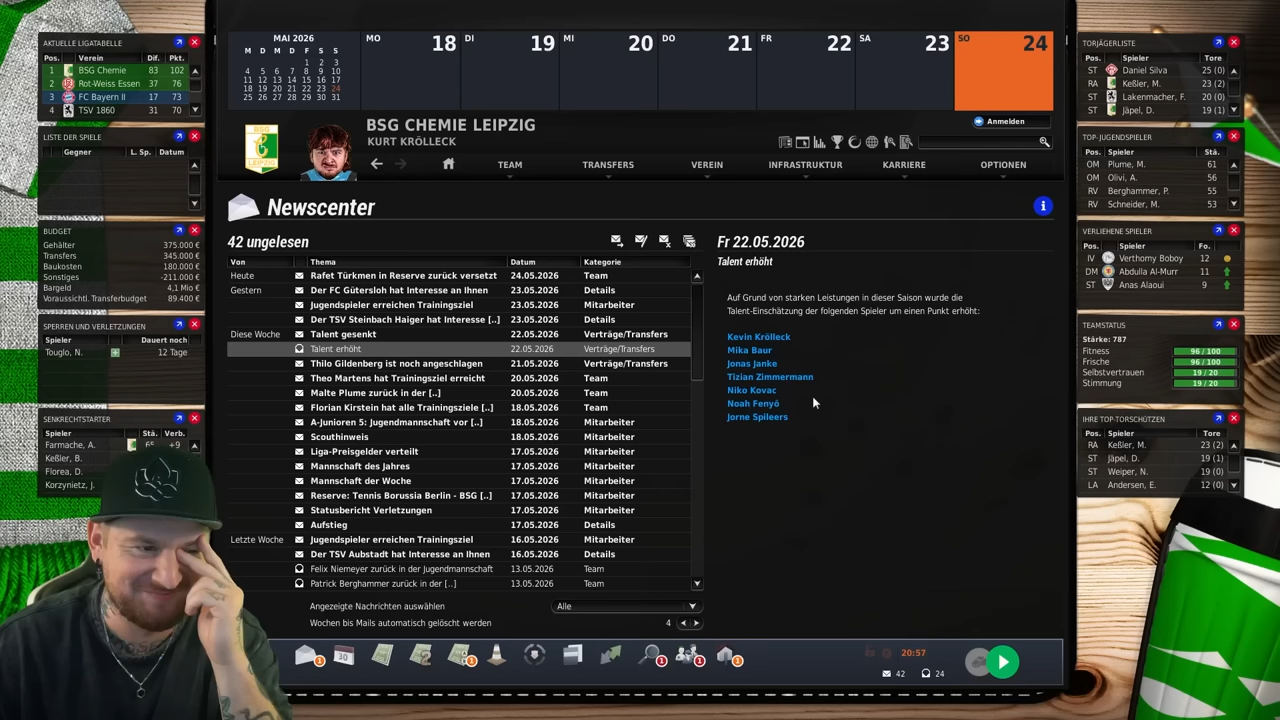 AKTUELLE LIGATABELLE
Pos. Verein Dif. Pkt.
1 BSG Chemie 83 102
2 Rot-Weiss Essen 37 76
3 FC Bayern II 17 73
4 TSV 1860 31 70
LISTE DER SPIELE
Gegner L. Sp. Datum
BUDGET
Gehälter 375.000 €
Transfers 345.000 €
Baukosten 180.000 €
Sonstiges -211.000 €
Bargeld 4,1 Mio €
Voraussichtl. Transferbudget 89.400 €
SPERREN UND VERLETZUNGEN
Spieler Dauert noch
Touglo, N. 12 Tage
SENKRECHTSTARTER
Spieler Stä. Verb.
Farmache, A. +9
Keßler, B.
Florea, D.
Korzynietz, J.
MAI 2026
M D M D F S S
1 2 3
4 5 6 7 8 9 10
11 12 13 14 15 16 17
18 19 20 21 22 23 24
25 26 27 28 29 30 31
MO 18
DI 19
MI 20
DO 21
FR 22
SA 23
SO 24
BSG CHEMIE LEIPZIG
KURT KRÖLLECK
Anmelden
TEAM TRANSFERS VEREIN INFRASTRUKTUR KARRIERE OPTIONEN
Newscenter
42 ungelesen
Von Thema Datum Kategorie
Heute Rafet Türkmen in Reserve zurück versetzt 24.05.2026 Team
Gestern Der FC Gütersloh hat Interesse an Ihnen 23.05.2026 Details
Jugendspieler erreichen Trainingsziel 23.05.2026 Mitarbeiter
Der TSV Steinbach Haiger hat Interesse [..] 23.05.2026 Details
Diese Woche Talent gesenkt 22.05.2026 Verträge/Transfers
Talent erhöht 22.05.2026 Verträge/Transfers
Thilo Gildenberg ist noch angeschlagen 21.05.2026 Verträge/Transfers
Theo Martens hat Trainingsziel erreicht 20.05.2026 Team
Malte Plume zurück in der [..] 20.05.2026 Team
Florian Kirstein hat alle Trainingsziele [..] 18.05.2026 Team
A-Junioren 5: Jugendmannschaft vor [..] 18.05.2026 Mitarbeiter
Scouthinweis 18.05.2026 Mitarbeiter
Liga-Preisgelder verteilt 17.05.2026 Mitarbeiter
Mannschaft des Jahres 17.05.2026 Mitarbeiter
Mannschaft der Woche 17.05.2026 Mitarbeiter
Reserve: Tennis Borussia Berlin - BSG [..] 17.05.2026 Mitarbeiter
Statusbericht Verletzungen 17.05.2026 Mitarbeiter
Aufstieg 17.05.2026 Details
Letzte Woche Jugendspieler erreichen Trainingsziel 16.05.2026 Mitarbeiter
Der TSV Aubstadt hat Interesse an Ihnen 16.05.2026 Details
Felix Niemeyer zurück in der Jugendmannschaft 13.05.2026 Team
Patrick Berghammer zurück in der [..] 13.05.2026 Team
Angezeigte Nachrichten auswählen Alle
Wochen bis Mails automatisch gelöscht werden 4
Fr 22.05.2026
Talent erhöht
Auf Grund von starken Leistungen in dieser Saison wurde die
Talent-Einschätzung der folgenden Spieler um einen Punkt erhöht:
Kevin Krölleck
Mika Baur
Jonas Janke
Tizian Zimmermann
Niko Kovac
Noah Fenyö
Jorne Spileers
20:57
42 24
TORJÄGERLISTE
Pos. Spieler Tore
ST Daniel Silva 25 (0)
RA Keßler, M. 23 (2)
ST Lakenmacher, F. 20 (0)
ST Jäpel, D. 19 (1)
TOP-JUGENDSPIELER
Pos. Spieler Stä.
OM Plume, M. 61
OM Olivi, A. 56
RV Berghammer, P. 55
RV Schneider, M. 53
VERLIEHENE SPIELER
Pos. Spieler Fo.
IV Verthomy Boboy 12
DM Abdulla Al-Murr 11
ST Anas Alaoui 9
TEAMSTATUS
Stärke: 787
Fitness 96 / 100
Frische 96 / 100
Selbstvertrauen 19 / 20
Stimmung 19 / 20
IHRE TOP-TORSCHÜTZEN
Pos. Spieler Tore
RA Keßler, M. 23 (2)
ST Jäpel, D. 19 (1)
ST Weiper, N. 19 (0)
LA Andersen, E. 12 (0)